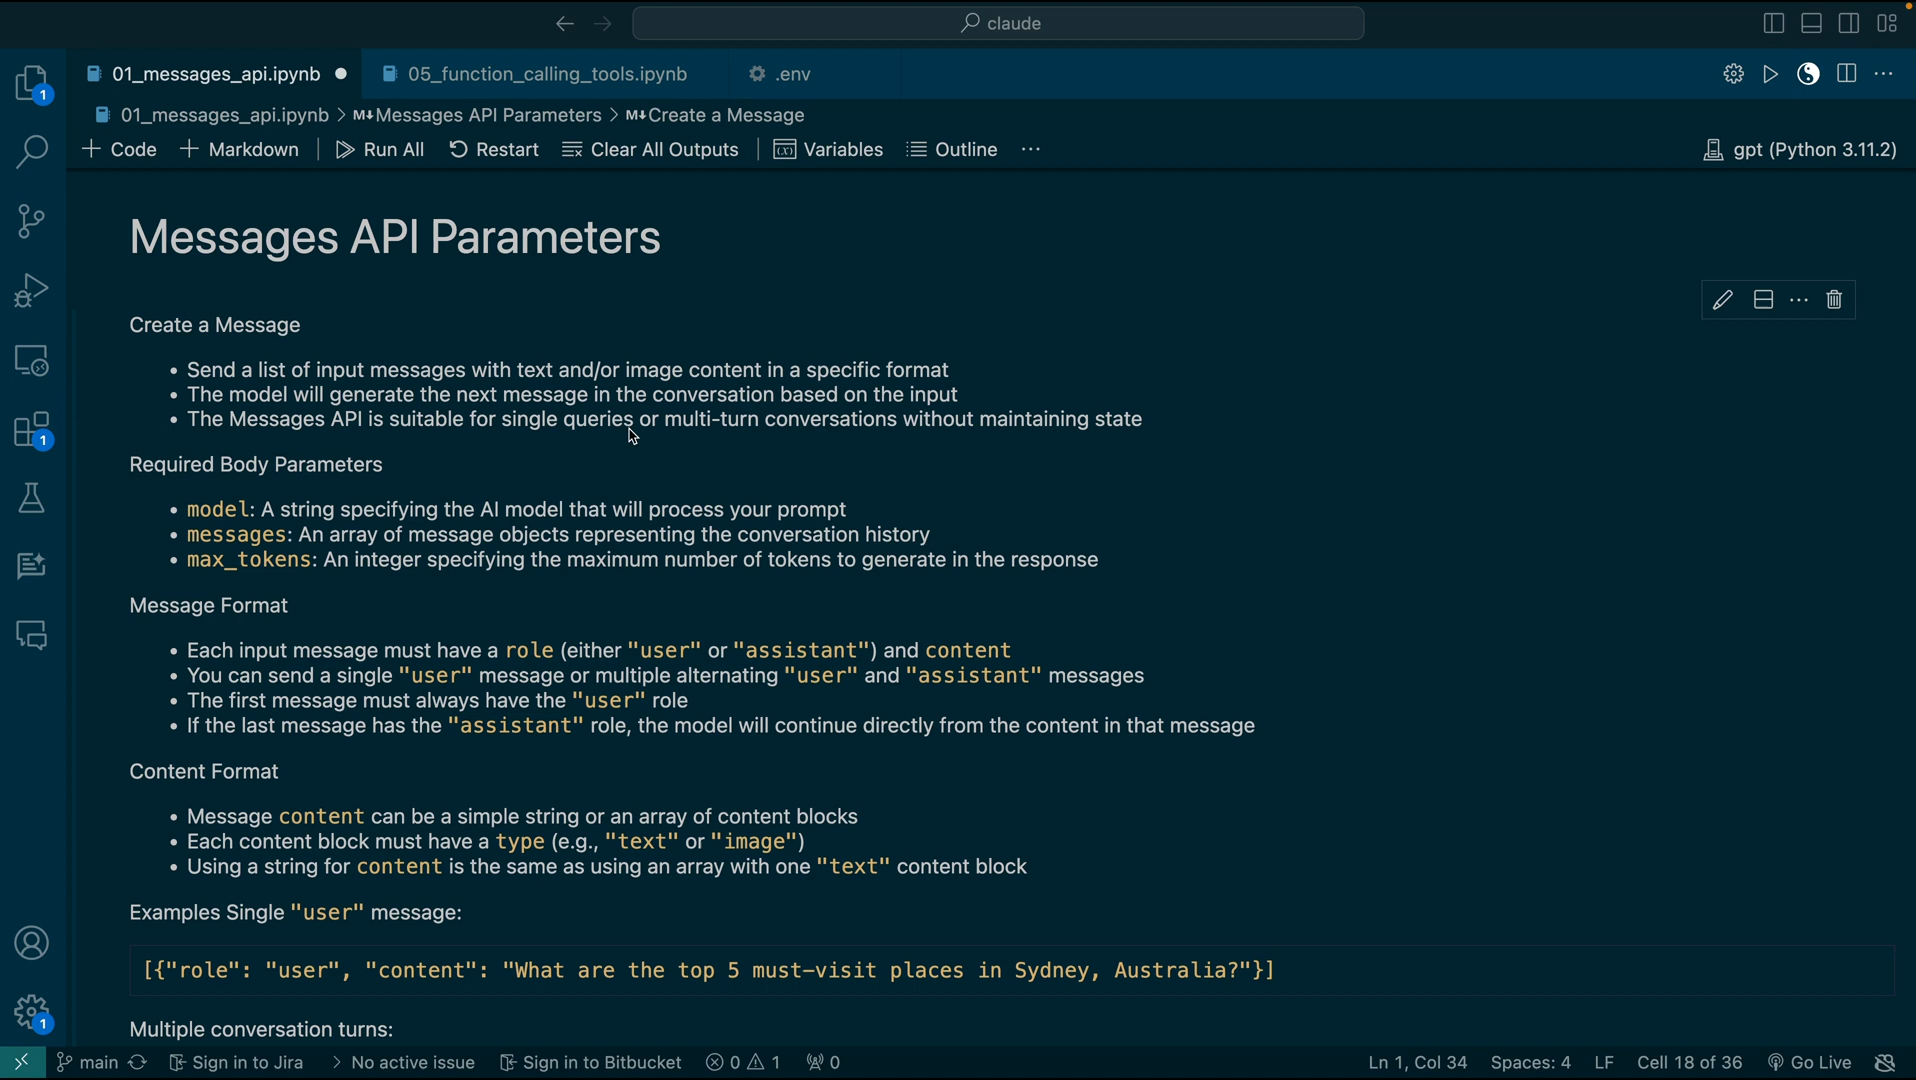 claude
01_messages_api.ipynb
05_function_calling_tools.ipynb
.env
01_messages_api.ipynb > M↓Messages API Parameters > M↓Create a Message
+ Code + Markdown | Run All Restart Clear All Outputs | Variables Outline ...
gpt (Python 3.11.2)
Messages API Parameters
Create a Message
• Send a list of input messages with text and/or image content in a specific format
• The model will generate the next message in the conversation based on the input
• The Messages API is suitable for single queries or multi-turn conversations without maintaining state
Required Body Parameters
• model: A string specifying the AI model that will process your prompt
• messages: An array of message objects representing the conversation history
• max_tokens: An integer specifying the maximum number of tokens to generate in the response
Message Format
• Each input message must have a role (either "user" or "assistant") and content
• You can send a single "user" message or multiple alternating "user" and "assistant" messages
• The first message must always have the "user" role
• If the last message has the "assistant" role, the model will continue directly from the content in that message
Content Format
• Message content can be a simple string or an array of content blocks
• Each content block must have a type (e.g., "text" or "image")
• Using a string for content is the same as using an array with one "text" content block
Examples Single "user" message:
[{"role": "user", "content": "What are the top 5 must-visit places in Sydney, Australia?"}]
Multiple conversation turns:
1
1
1
main Sign in to Jira > No active issue Sign in to Bitbucket 0 1 0
Ln 1, Col 34 Spaces: 4 LF Cell 18 of 36 Go Live